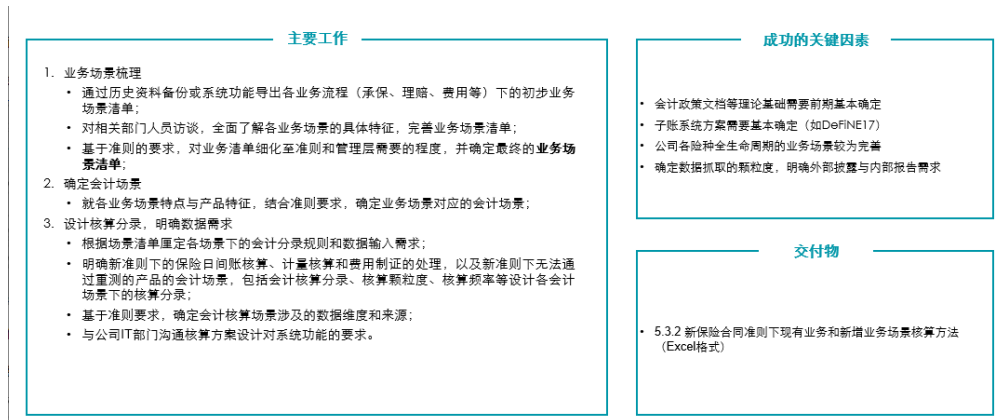 主要工作
1. 业务场景梳理
• 通过历史资料备份或系统功能导出各业务流程（承保、理赔、费用等）下的初步业务
场景清单；
• 对相关部门人员访谈，全面了解各业务场景的具体特征，完善业务场景清单；
• 基于准则的要求，对业务清单细化至准则和管理层需要的程度，并确定最终的业务场
景清单；
2. 确定会计场景
• 就各业务场景特点与产品特征，结合准则要求，确定业务场景对应的会计场景；
3. 设计核算分录，明确数据需求
• 根据场景清单厘定各场景下的会计分录规则和数据输入需求；
• 明确新准则下的保险日间账核算、计量核算和费用制证的处理，以及新准则下无法通
过重测的产品的会计场景，包括会计核算分录、核算颗粒度、核算频率等设计各会计
场景下的核算分录；
• 基于准则要求，确定会计核算场景涉及的数据维度和来源；
• 与公司IT部门沟通核算方案设计对系统功能的要求。
成功的关键因素
• 会计政策文档等理论基础需要前期基本确定
• 子账系统方案需要基本确定（如DeFiNE17）
• 公司各险种全生命周期的业务场景较为完善
• 确定数据抓取的颗粒度，明确外部披露与内部报告需求
交付物
• 5.3.2 新保险合同准则下现有业务和新增业务场景核算方法
（Excel格式）